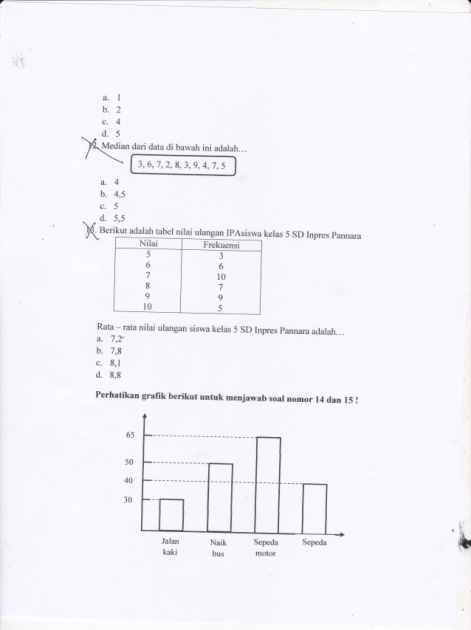 a. 1
b. 2
c. 4
d. 5
Median dari data di bawah ini adalah…
3, 6, 7, 2, 8, 3, 9, 4, 7, 5
a. 4
b. 4,5
c. 5
d. 5,5
Berikut adalah tabel nilai ulangan IPAsiswa kelas 5 SD Inpres Pannara
Nilai Frekuensi
5 3
6 6
7 10
8 7
9 9
10 5
Rata – rata nilai ulangan siswa kelas 5 SD Inpres Pannara adalah…
a. 7,2
b. 7,8
c. 8,1
d. 8,8
Perhatikan grafik berikut untuk menjawab soal nomor 14 dan 15 !
65
50
40
30
Jalan kaki
Naik bus
Sepeda motor
Sepeda